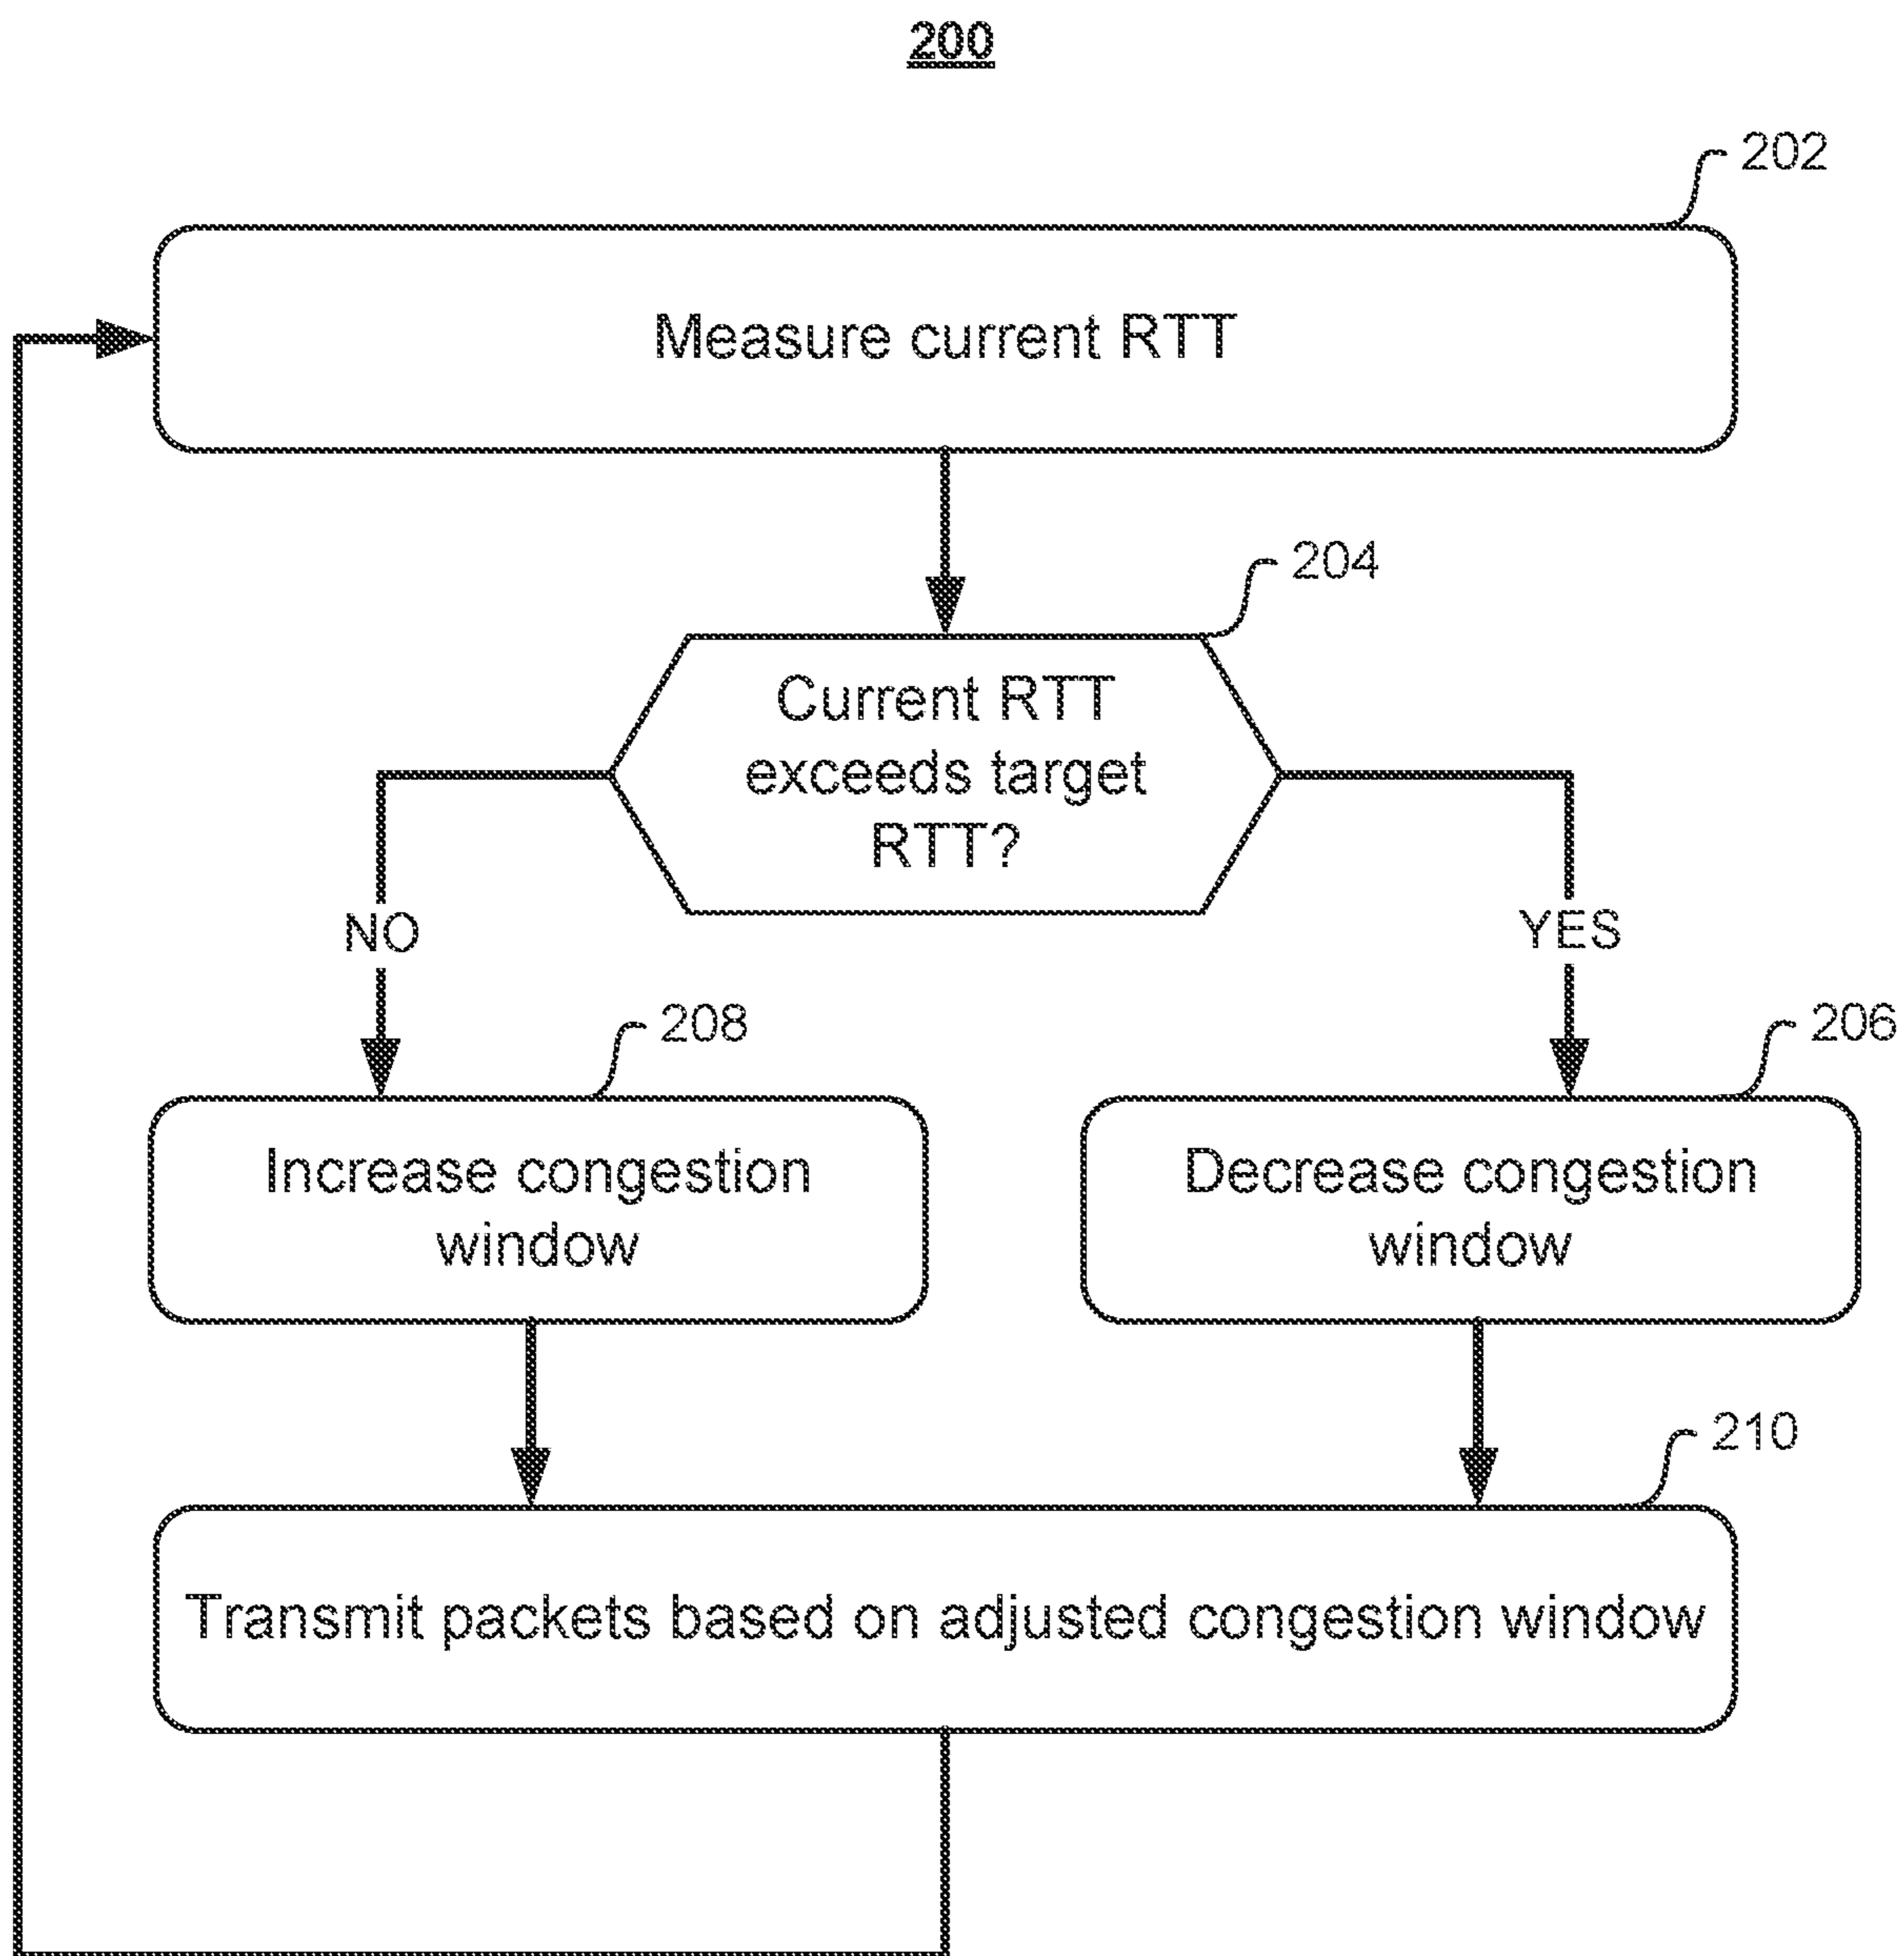 200
202
Measure current RTT
204
Current RTT
exceeds target
RTT?
NO
YES
208
206
Increase congestion
window
Decrease congestion
window
210
Transmit packets based on adjusted congestion window